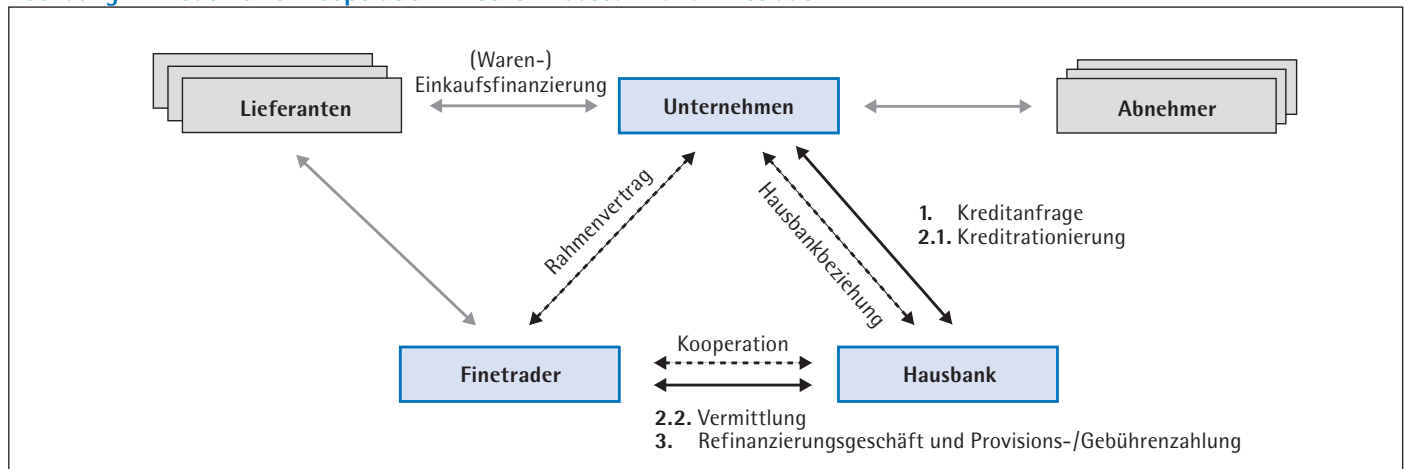 (Waren-)
Einkaufsfinanzierung
Lieferanten
Unternehmen
Abnehmer
Rahmenvertrag
Hausbankbeziehung
1. Kreditanfrage
2.1. Kreditrationierung
Kooperation
Finetrader
Hausbank
2.2. Vermittlung
3. Refinanzierungsgeschäft und Provisions-/Gebührenzahlung